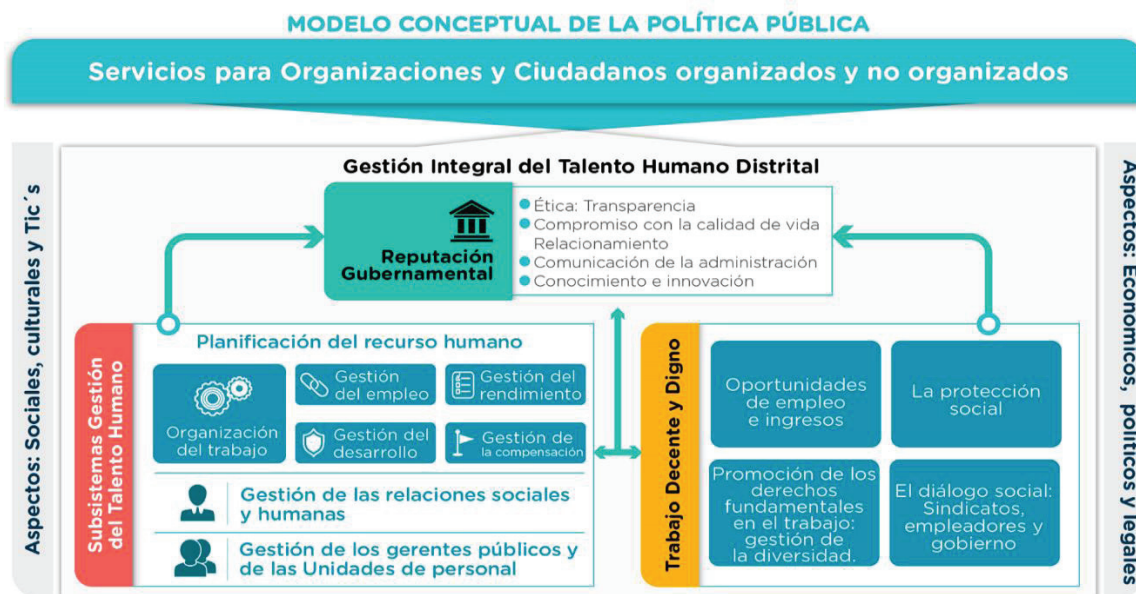 MODELO CONCEPTUAL DE LA POLÍTICA PÚBLICA
Servicios para Organizaciones y Ciudadanos organizados y no organizados
Aspectos: Sociales, culturales y Tic´s
Gestión Integral del Talento Humano Distrital
Reputación
Gubernamental
Ética: Transparencia
Compromiso con la calidad de vida
Relacionamiento
Comunicación de la administración
Conocimiento e innovación
Subsistemas Gestión
del Talento Humano
Planificación del recurso humano
Organización
del trabajo
Gestión
del empleo
Gestión del
rendimiento
Gestión del
desarrollo
Gestión de
la compensación
Gestión de las relaciones sociales
y humanas
Gestión de los gerentes públicos y
de las Unidades de personal
Trabajo Decente y Digno
Oportunidades
de empleo
e ingresos
La protección
social
Promoción de los
derechos
fundamentales
en el trabajo:
gestión de
la diversidad.
El diálogo social:
Sindicatos,
empleadores y
gobierno
Aspectos: Economicos, políticos y legales